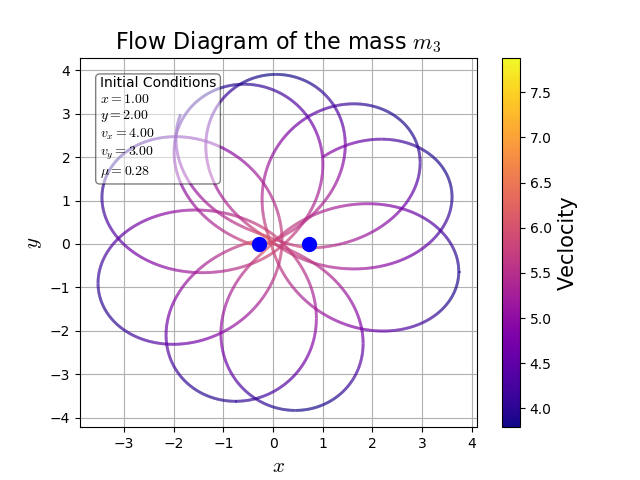 Flow Diagram of the mass m₃
Initial Conditions
x = 1.00
y = 2.00
vₓ = 4.00
v_y = 3.00
μ = 0.28
4
3
2
1
0
−1
−2
−3
−4
y
−3
−2
−1
0
1
2
3
4
x
7.5
7.0
6.5
6.0
5.5
5.0
4.5
4.0
Veclocity